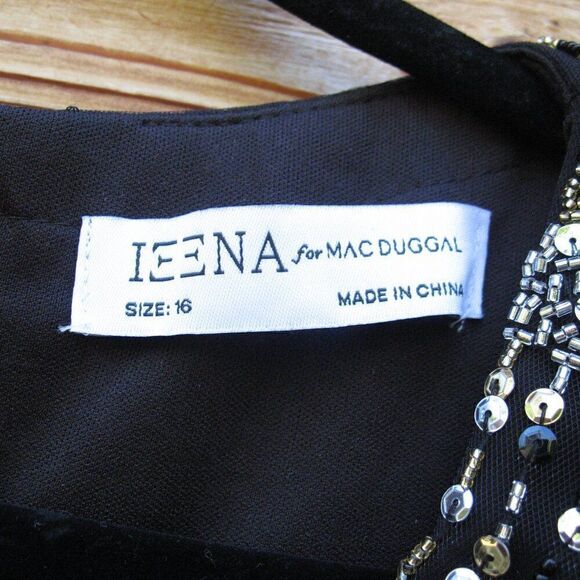 IEENA for MAC DUGGAL
SIZE: 16 MADE IN CHINA